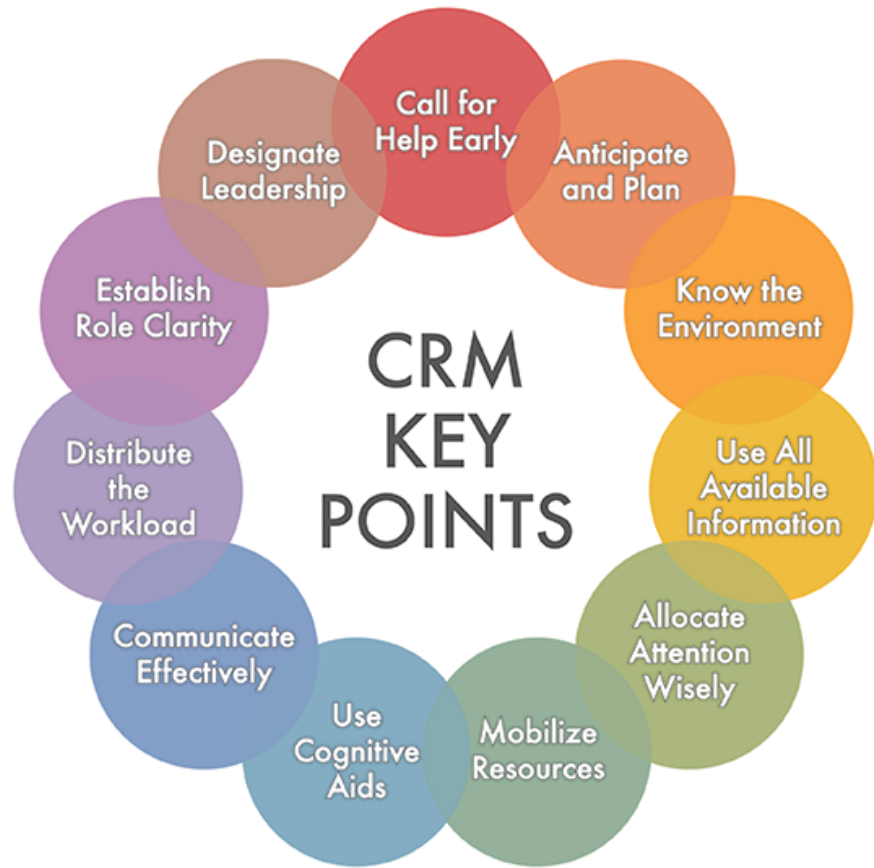 CRM
KEY
POINTS
Call for
Help Early
Anticipate
and Plan
Know the
Environment
Use All
Available
Information
Allocate
Attention
Wisely
Mobilize
Resources
Use
Cognitive
Aids
Communicate
Effectively
Distribute
the
Workload
Establish
Role Clarity
Designate
Leadership